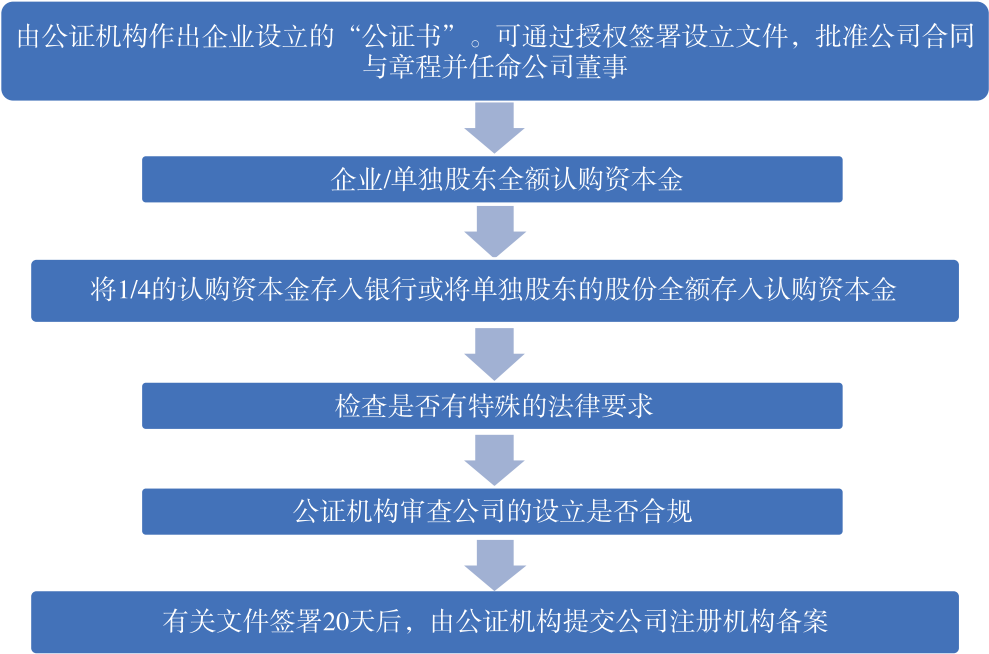 由公证机构作出企业设立的“公证书”。可通过授权签署设立文件，批准公司合同
与章程并任命公司董事
企业/单独股东全额认购资本金
将1/4的认购资本金存入银行或将单独股东的股份全额存入认购资本金
检查是否有特殊的法律要求
公证机构审查公司的设立是否合规
有关文件签署20天后，由公证机构提交公司注册机构备案